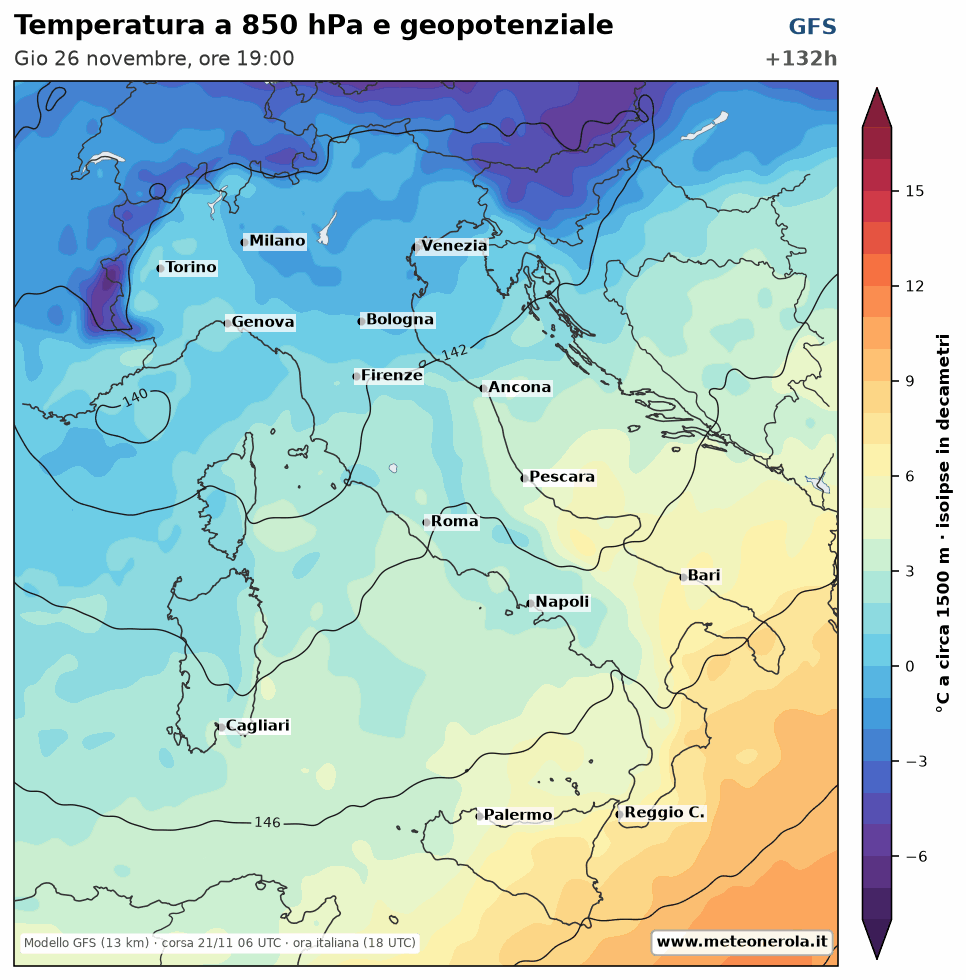 Temperatura a 850 hPa e geopotenziale
GFS
Gio 26 novembre, ore 19:00
+132h
Milano
Venezia
Torino
Genova
Bologna
142
Firenze
Ancona
140
Pescara
Roma
Bari
Napoli
Cagliari
146
Palermo
Reggio C.
Modello GFS (13 km) · corsa 21/11 06 UTC · ora italiana (18 UTC)
www.meteonerola.it
15
12
9
6
3
0
−3
−6
°C a circa 1500 m · isoipse in decametri